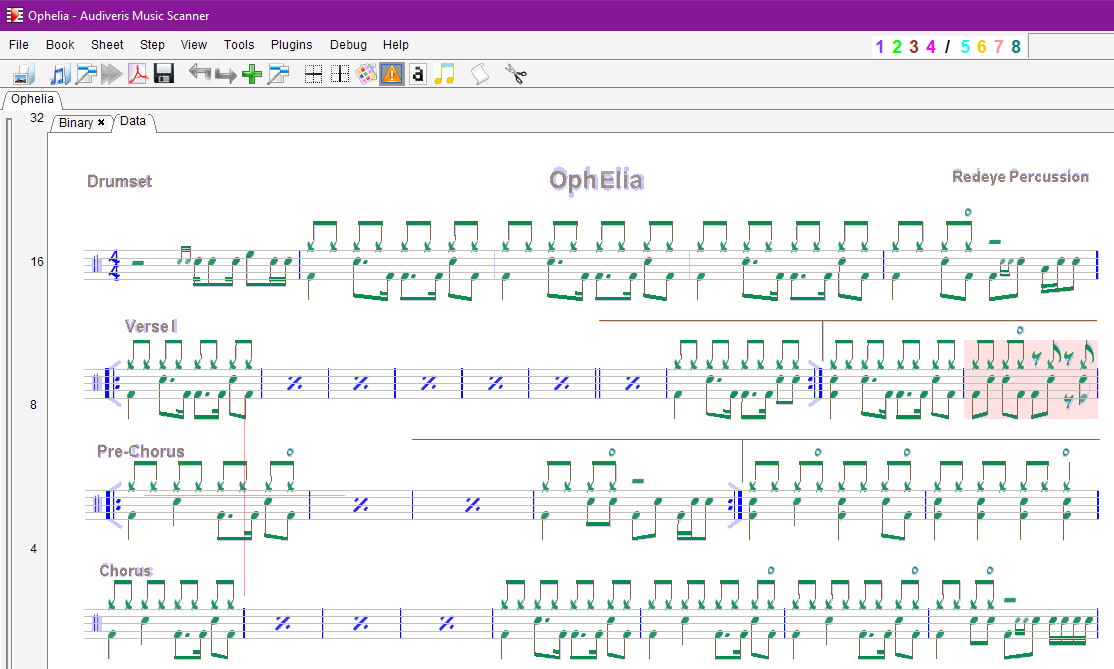 Ophelia - Audiveris Music Scanner
File Book Sheet Step View Tools Plugins Debug Help
1 2 3 4 / 5 6 7 8
a
Ophelia
32
Binary × Data
Drumset
OphElia
Redeye Percussion
16
4
4
Verse I
8
Pre-Chorus
4
Chorus